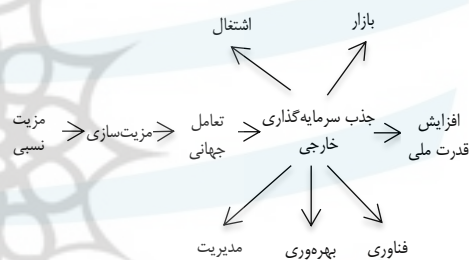 بازار
اشتغال
مزیت
نسبی
مزیت‌سازی
تعامل
جهانی
جذب سرمایه‌گذاری
خارجی
افزایش
قدرت ملی
فناوری
بهره‌وری
مدیریت